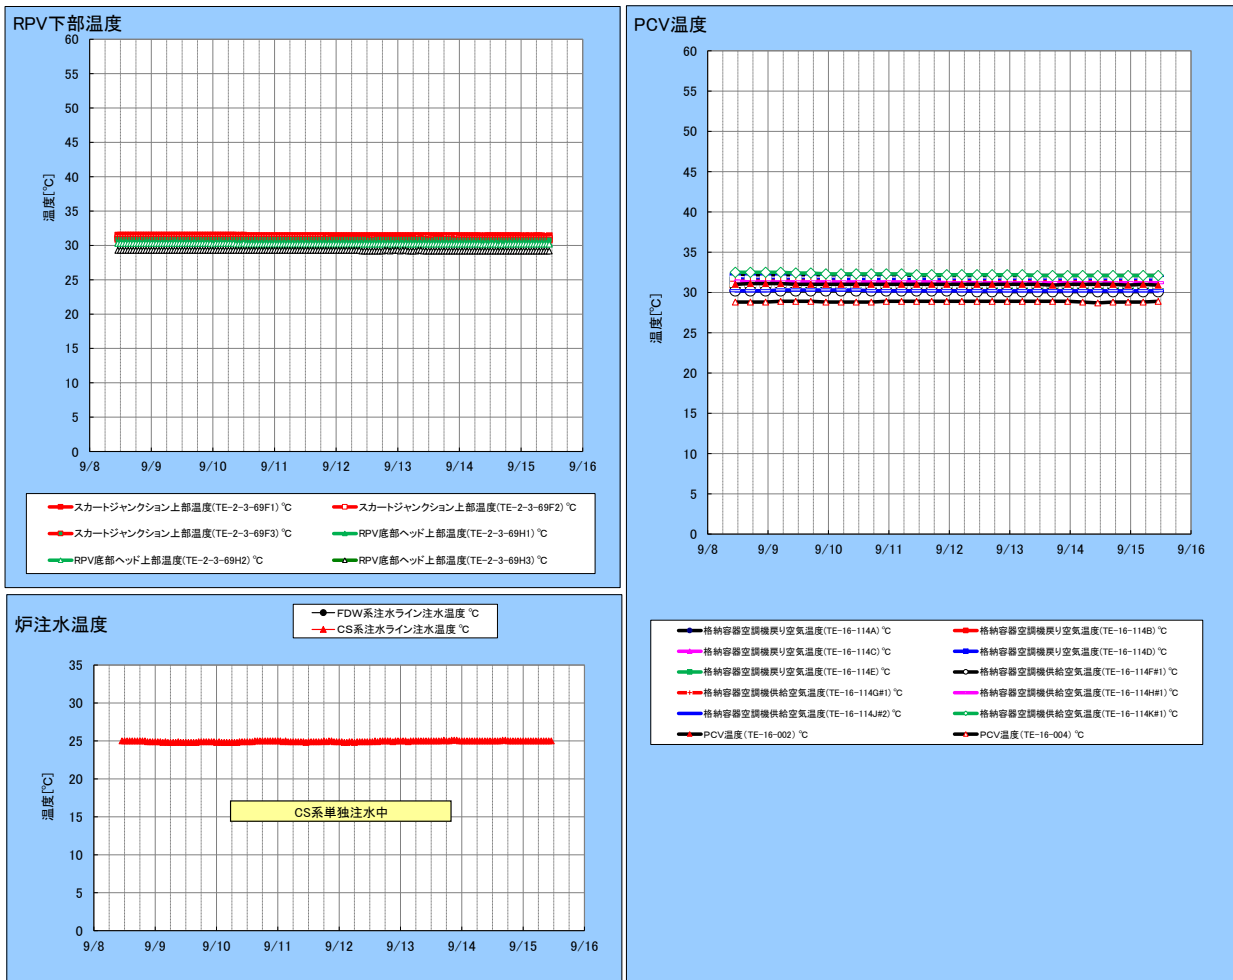 RPV下部温度
60
55
50
45
40
35
30
25
20
15
10
5
0
温度[℃]
9/8 9/9 9/10 9/11 9/12 9/13 9/14 9/15 9/16
スカートジャンクション上部温度(TE-2-3-69F1) ℃ スカートジャンクション上部温度(TE-2-3-69F2) ℃
スカートジャンクション上部温度(TE-2-3-69F3) ℃ RPV底部ヘッド上部温度(TE-2-3-69H1) ℃
RPV底部ヘッド上部温度(TE-2-3-69H2) ℃ RPV底部ヘッド上部温度(TE-2-3-69H3) ℃
炉注水温度
FDW系注水ライン注水温度 ℃
CS系注水ライン注水温度 ℃
35
30
25
20
15
10
5
0
温度[℃]
CS系単独注水中
9/8 9/9 9/10 9/11 9/12 9/13 9/14 9/15 9/16
PCV温度
60
55
50
45
40
35
30
25
20
15
10
5
0
温度[℃]
9/8 9/9 9/10 9/11 9/12 9/13 9/14 9/15 9/16
格納容器空調機戻り空気温度(TE-16-114A) ℃ 格納容器空調機戻り空気温度(TE-16-114B) ℃
格納容器空調機戻り空気温度(TE-16-114C) ℃ 格納容器空調機戻り空気温度(TE-16-114D) ℃
格納容器空調機戻り空気温度(TE-16-114E) ℃ 格納容器空調機供給空気温度(TE-16-114F#1) ℃
格納容器空調機供給空気温度(TE-16-114G#1) ℃ 格納容器空調機供給空気温度(TE-16-114H#1) ℃
格納容器空調機供給空気温度(TE-16-114J#2) ℃ 格納容器空調機供給空気温度(TE-16-114K#1) ℃
PCV温度(TE-16-002) ℃ PCV温度(TE-16-004) ℃